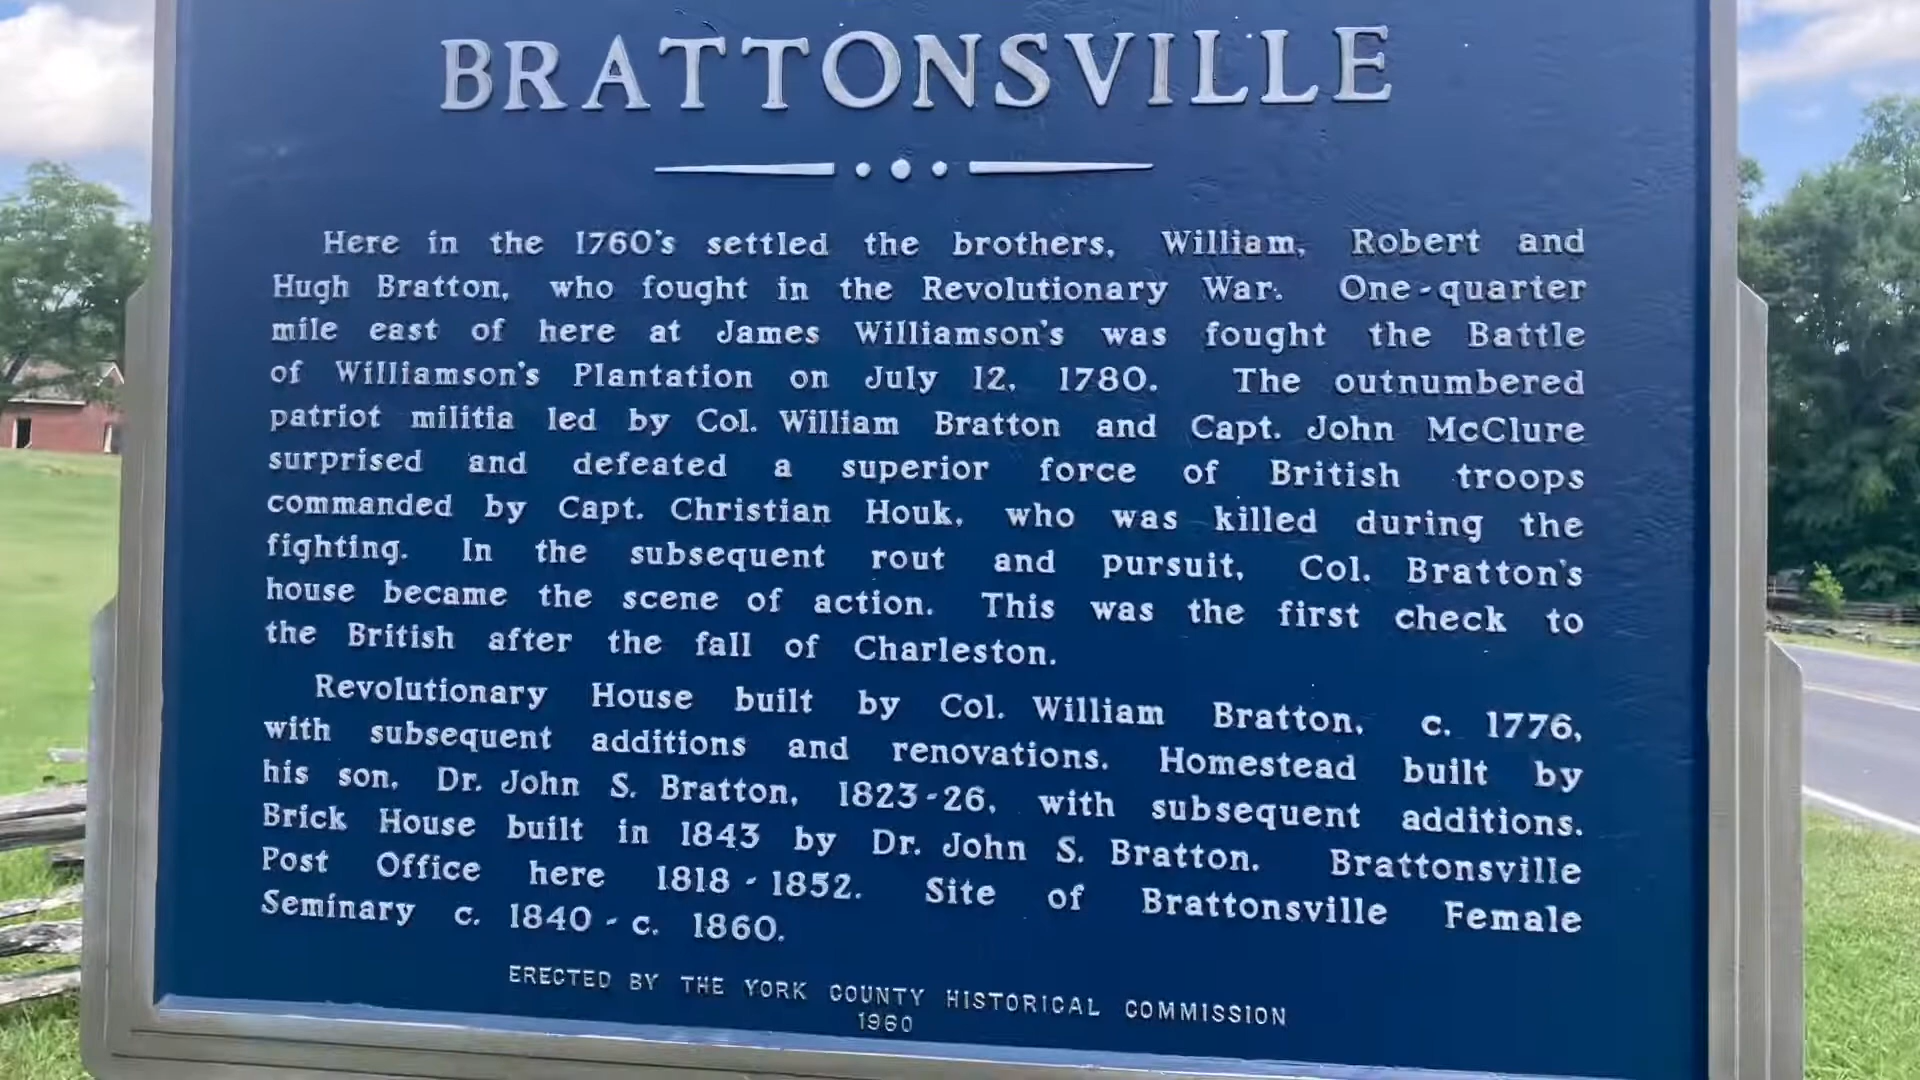 BRATTONSVILLE
Here in the 1760's settled the brothers, William, Robert and
Hugh Bratton, who fought in the Revolutionary War. One-quarter
mile east of here at James Williamson's was fought the Battle
of Williamson's Plantation on July 12, 1780. The outnumbered
patriot militia led by Col. William Bratton and Capt. John McClure
surprised and defeated a superior force of British troops
commanded by Capt. Christian Houk, who was killed during the
fighting. In the subsequent rout and pursuit, Col. Bratton's
house became the scene of action. This was the first check to
the British after the fall of Charleston.
Revolutionary House built by Col. William Bratton, c. 1776,
with subsequent additions and renovations. Homestead built by
his son, Dr. John S. Bratton, 1823-26, with subsequent additions.
Brick House built in 1843 by Dr. John S. Bratton. Brattonsville
Post Office here 1818 - 1852. Site of Brattonsville Female
Seminary c. 1840 - c. 1860.
ERECTED BY THE YORK COUNTY HISTORICAL COMMISSION
1960